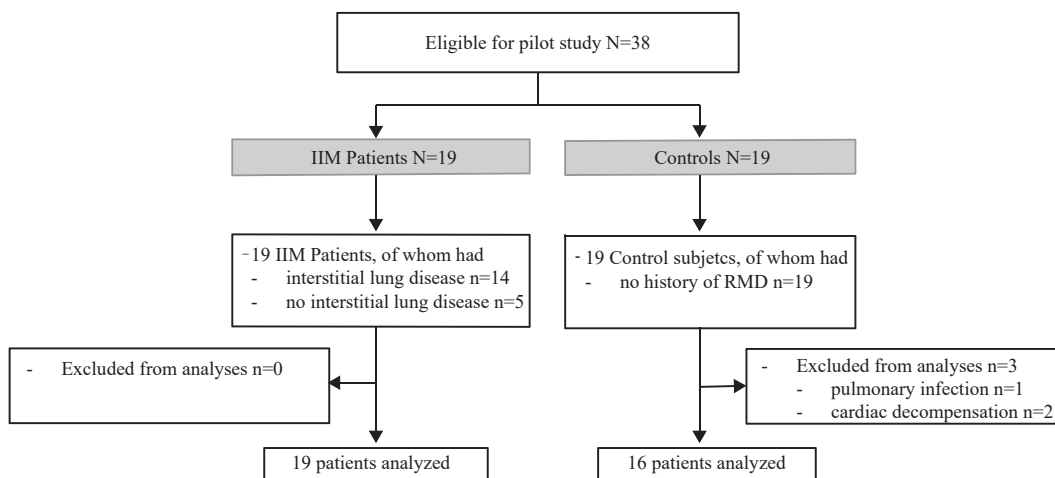 Eligible for pilot study N=38
IIM Patients N=19
Controls N=19
- 19 IIM Patients, of whom had
- interstitial lung disease n=14
- no interstitial lung disease n=5
- 19 Control subjetcs, of whom had
- no history of RMD n=19
- Excluded from analyses n=0
- Excluded from analyses n=3
- pulmonary infection n=1
- cardiac decompensation n=2
19 patients analyzed
16 patients analyzed